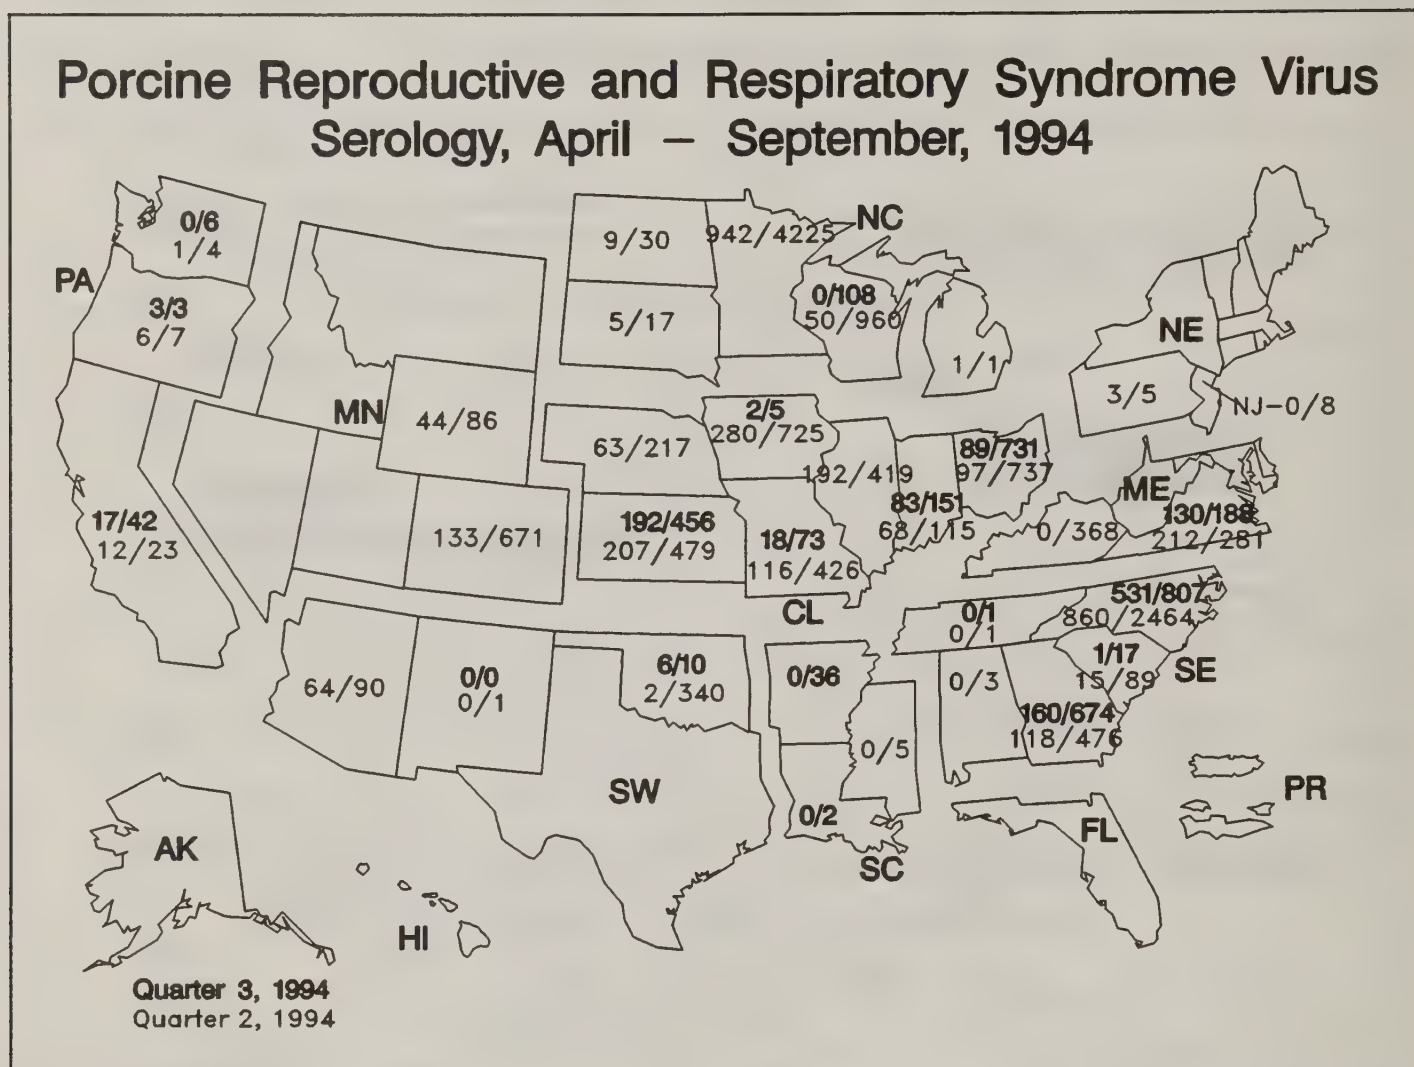 Porcine Reproductive and Respiratory Syndrome Virus
Serology, April – September, 1994
0/6
1/4
PA
3/3
6/7
MN
44/86
17/42
12/23
133/671
9/30
5/17
942/4225
NC
0/108
50/960
1/1
63/217
2/5
280/725
192/419
83/151
68/115
89/731
97/737
192/456
207/479
18/73
116/426
CL
NE
3/5
NJ-0/8
ME
0/368
130/188
212/281
531/807
860/2464
0/1
0/1
1/17
15/89
SE
64/90
0/0
0/1
6/10
2/340
0/36
0/3
160/674
118/476
0/5
0/2
SW
SC
FL
PR
AK
HI
Quarter 3, 1994
Quarter 2, 1994